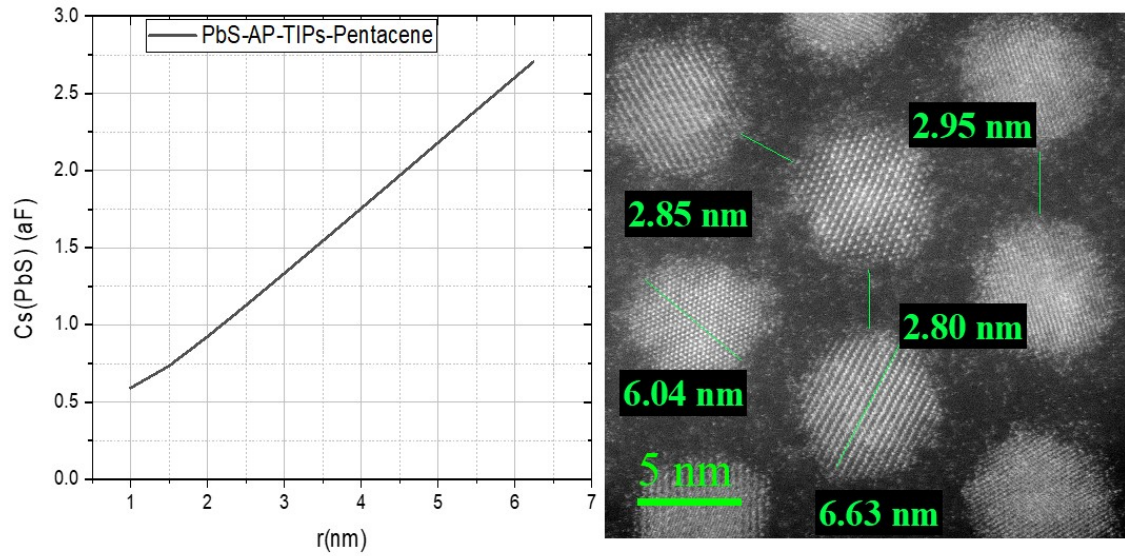 PbS-AP-TIPs-Pentacene
Cs(PbS) (aF)
3.0
2.5
2.0
1.5
1.0
0.5
0.0
1 2 3 4 5 6 7
r(nm)
2.95 nm
2.85 nm
2.80 nm
6.04 nm
5 nm
6.63 nm